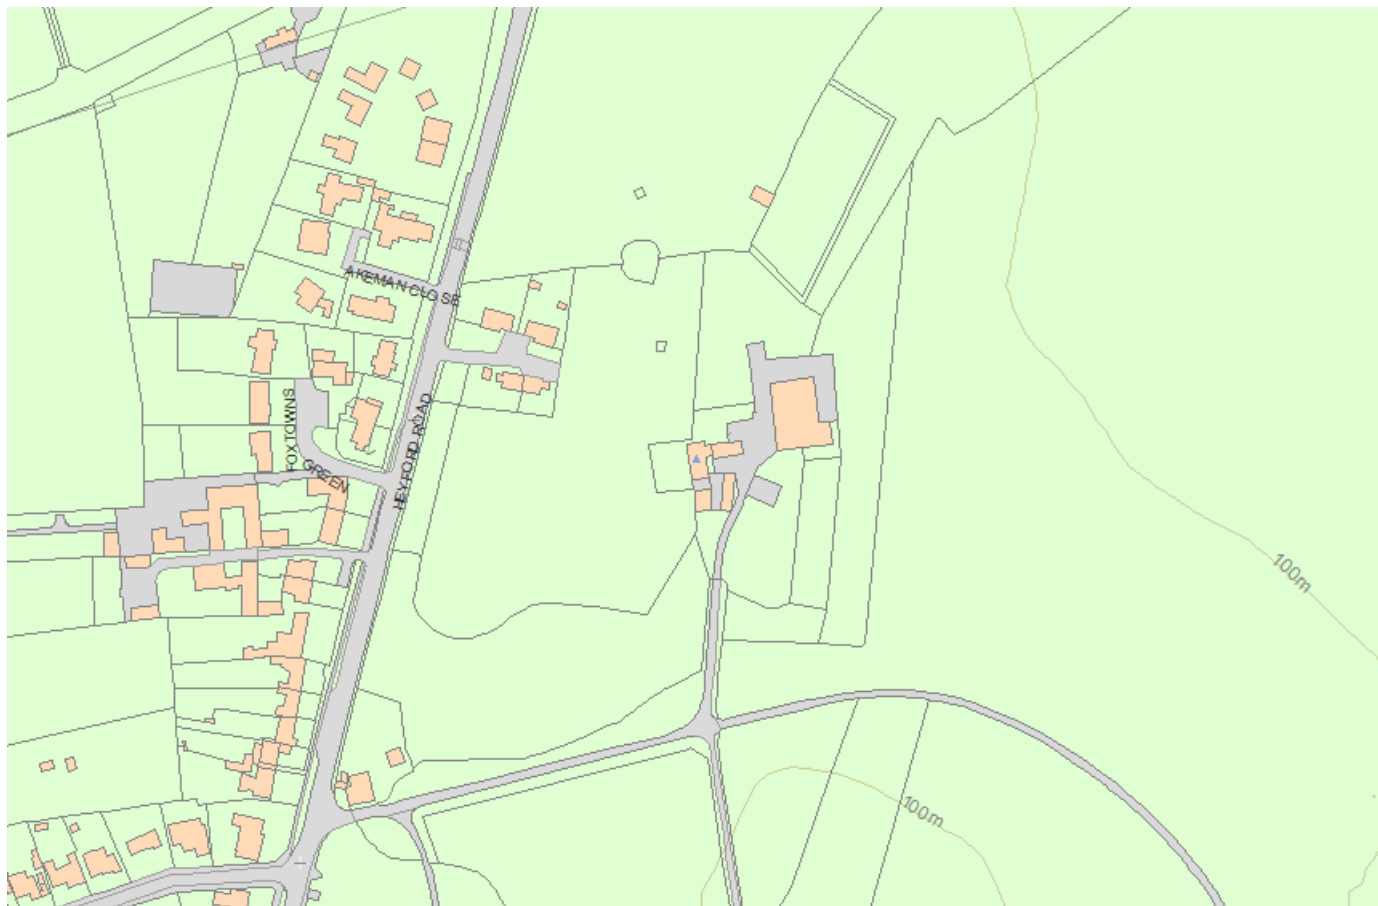 AKEMAN CLOSE
FOXTOWNS
GREEN
HEYFORD ROAD
100m
100m